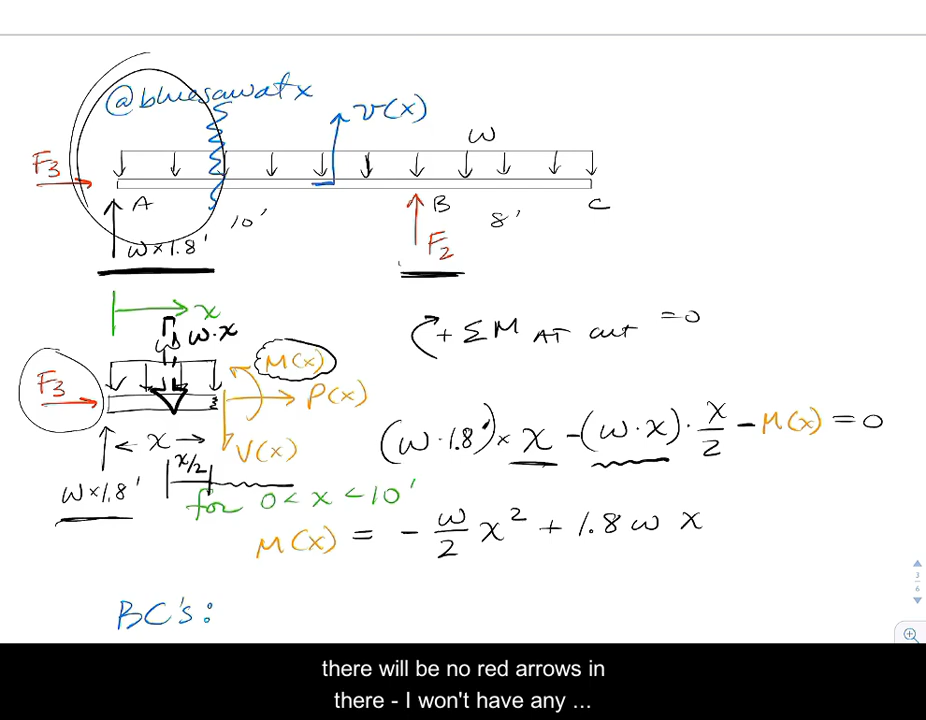 @bluesawatx
v(x)
w
F3
A
B
C
10'
8'
w×1.8'
F2
x
w·x
+ ΣM AT cut = 0
M(x)
F3
P(x)
(w·1.8')× x -(w·x)· x/2 - M(x) = 0
x
V(x)
x/2
w×1.8'
for 0 < x < 10'
M(x) = - w/2 x² + 1.8 w x
BC's:
3
6
there will be no red arrows in
there - I won't have any ...